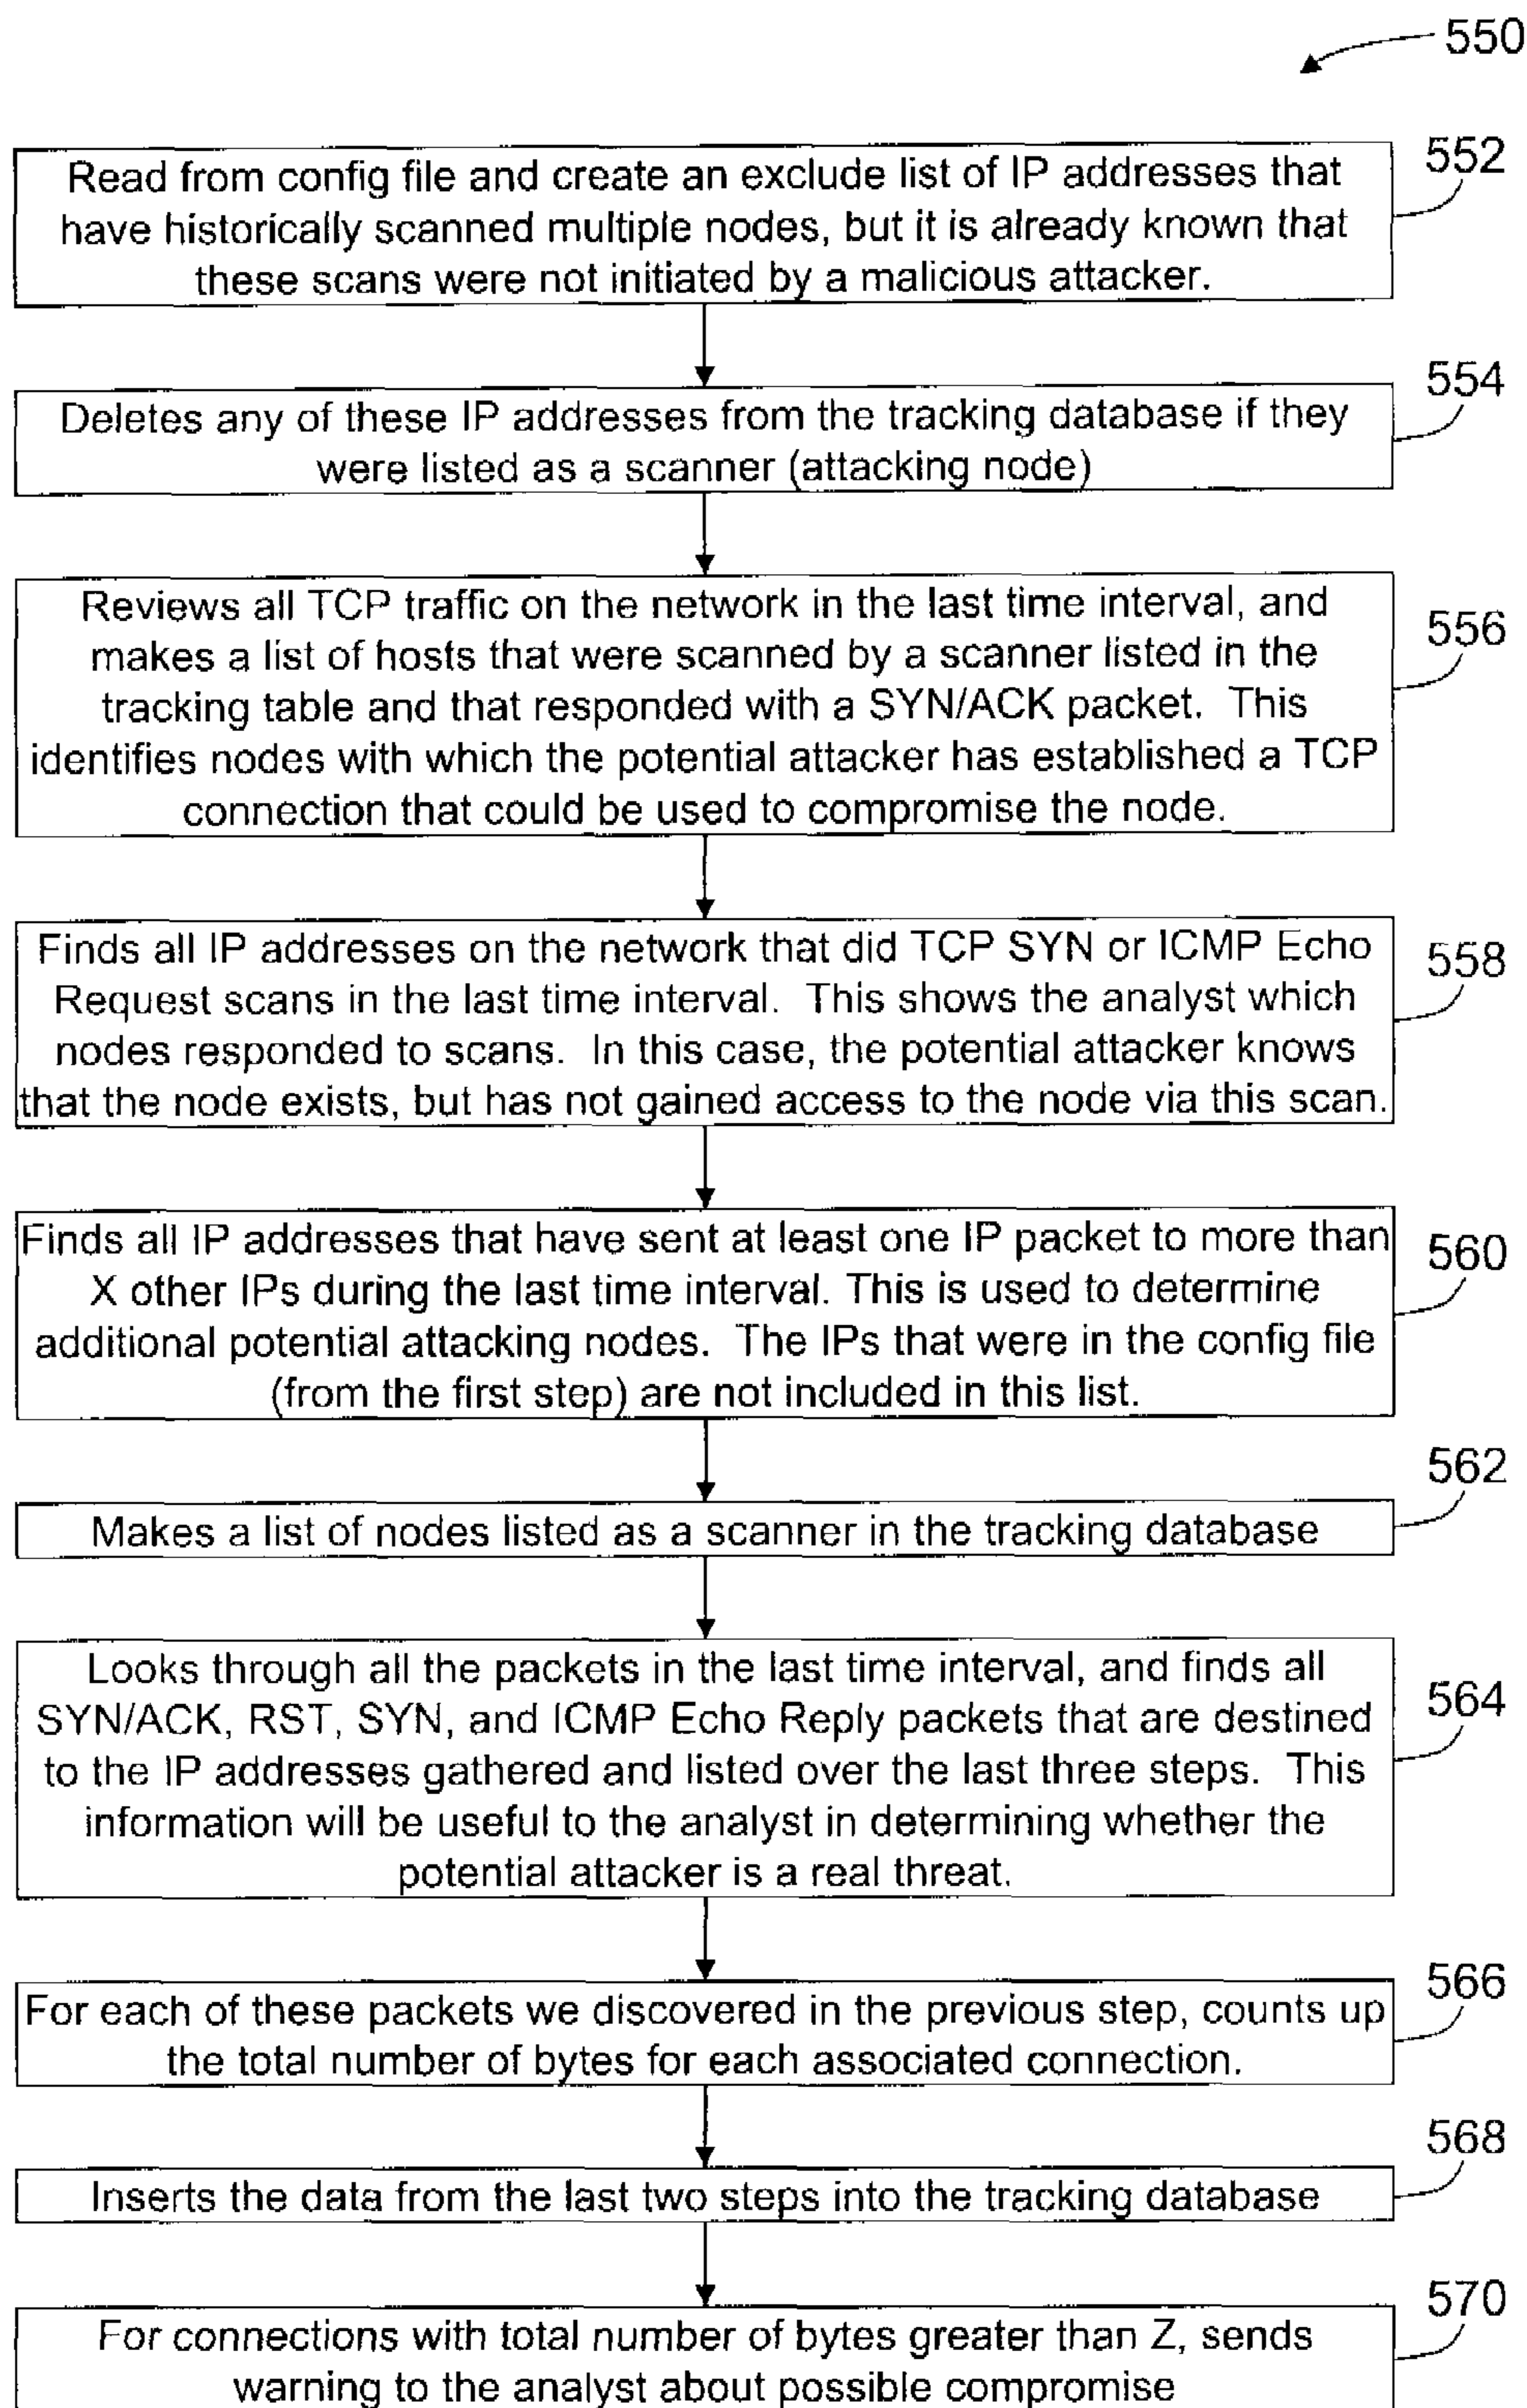 550
552
Read from config file and create an exclude list of IP addresses that
have historically scanned multiple nodes, but it is already known that
these scans were not initiated by a malicious attacker.
554
Deletes any of these IP addresses from the tracking database if they
were listed as a scanner (attacking node)
556
Reviews all TCP traffic on the network in the last time interval, and
makes a list of hosts that were scanned by a scanner listed in the
tracking table and that responded with a SYN/ACK packet. This
identifies nodes with which the potential attacker has established a TCP
connection that could be used to compromise the node.
558
Finds all IP addresses on the network that did TCP SYN or ICMP Echo
Request scans in the last time interval. This shows the analyst which
nodes responded to scans. In this case, the potential attacker knows
that the node exists, but has not gained access to the node via this scan.
560
Finds all IP addresses that have sent at least one IP packet to more than
X other IPs during the last time interval. This is used to determine
additional potential attacking nodes. The IPs that were in the config file
(from the first step) are not included in this list.
562
Makes a list of nodes listed as a scanner in the tracking database
564
Looks through all the packets in the last time interval, and finds all
SYN/ACK, RST, SYN, and ICMP Echo Reply packets that are destined
to the IP addresses gathered and listed over the last three steps. This
information will be useful to the analyst in determining whether the
potential attacker is a real threat.
566
For each of these packets we discovered in the previous step, counts up
the total number of bytes for each associated connection.
568
Inserts the data from the last two steps into the tracking database
570
For connections with total number of bytes greater than Z, sends
warning to the analyst about possible compromise